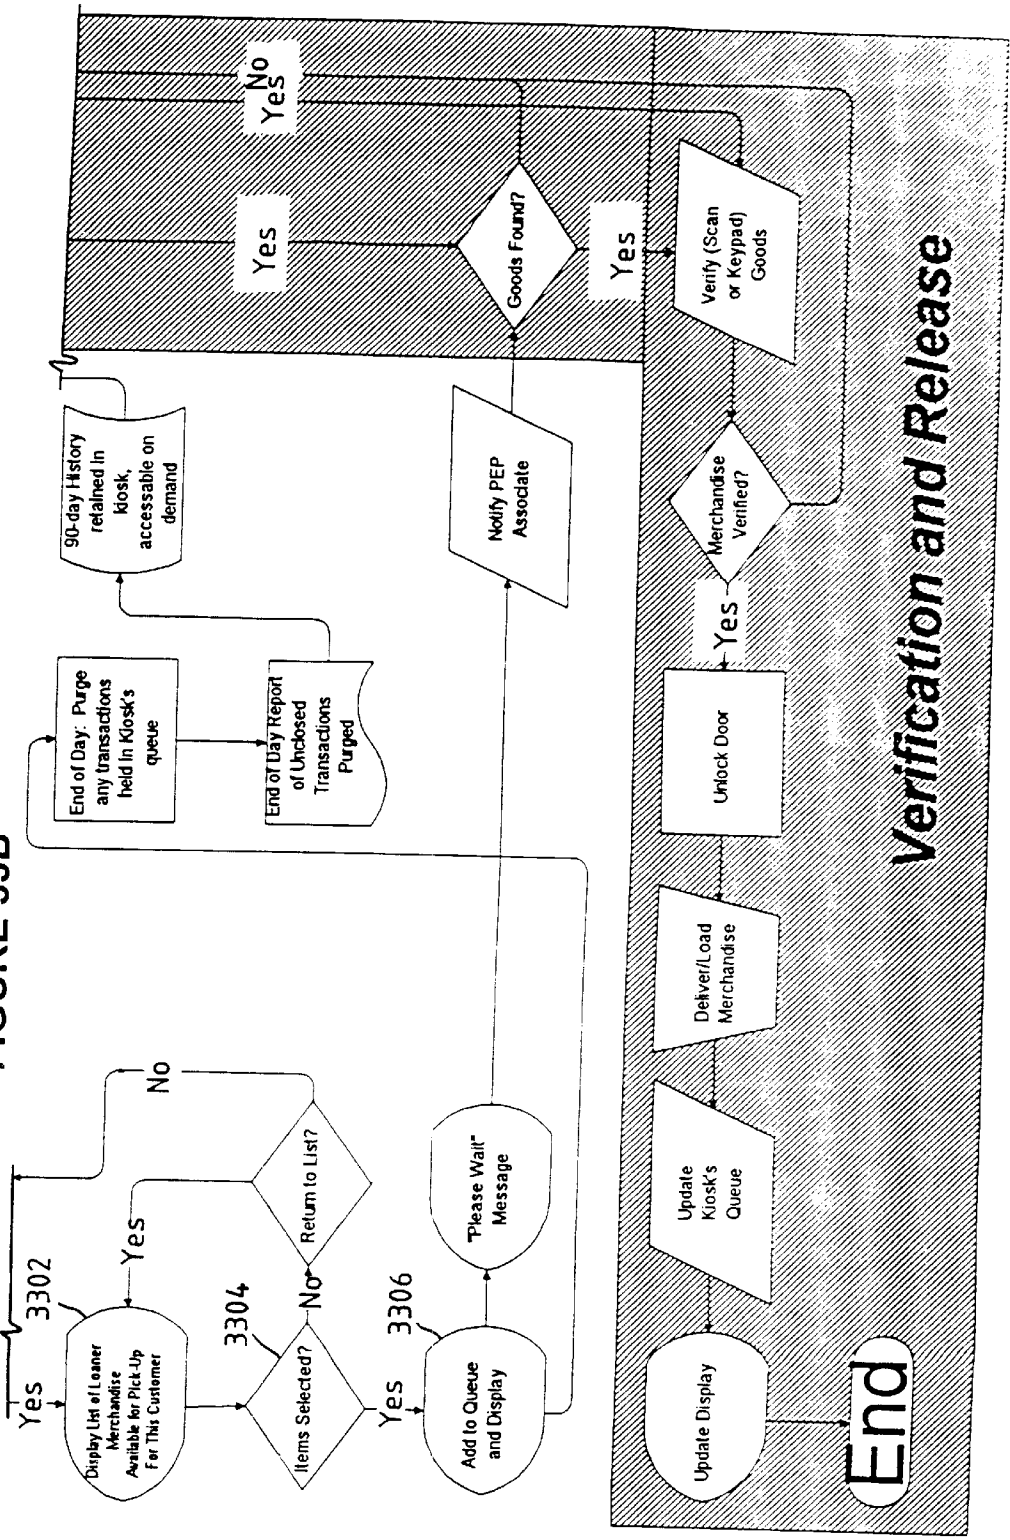 FIGURE 33B
Yes
3302
Display List of Loaner
Merchandise
Available for Pick-Up
For This Customer
Yes
No
3304
Items Selected?
No
Return to List?
Yes
3306
Add to Queue
and Display
"Please Wait"
Message
End of Day: Purge
any transactions
held in Kiosk's
queue
End of Day Report
of Unclosed
Transactions
Purged
90-day History
retained in
kiosk,
accessable on
demand
Notify PEP
Associate
Yes
No
Yes
Goods Found?
Yes
Verify (Scan
or Keypad)
Goods
Merchandise
Verified?
Yes
Unlock Door
Deliver/Load
Merchandise
Update
Kiosk's
Queue
Update Display
End
Verification and Release